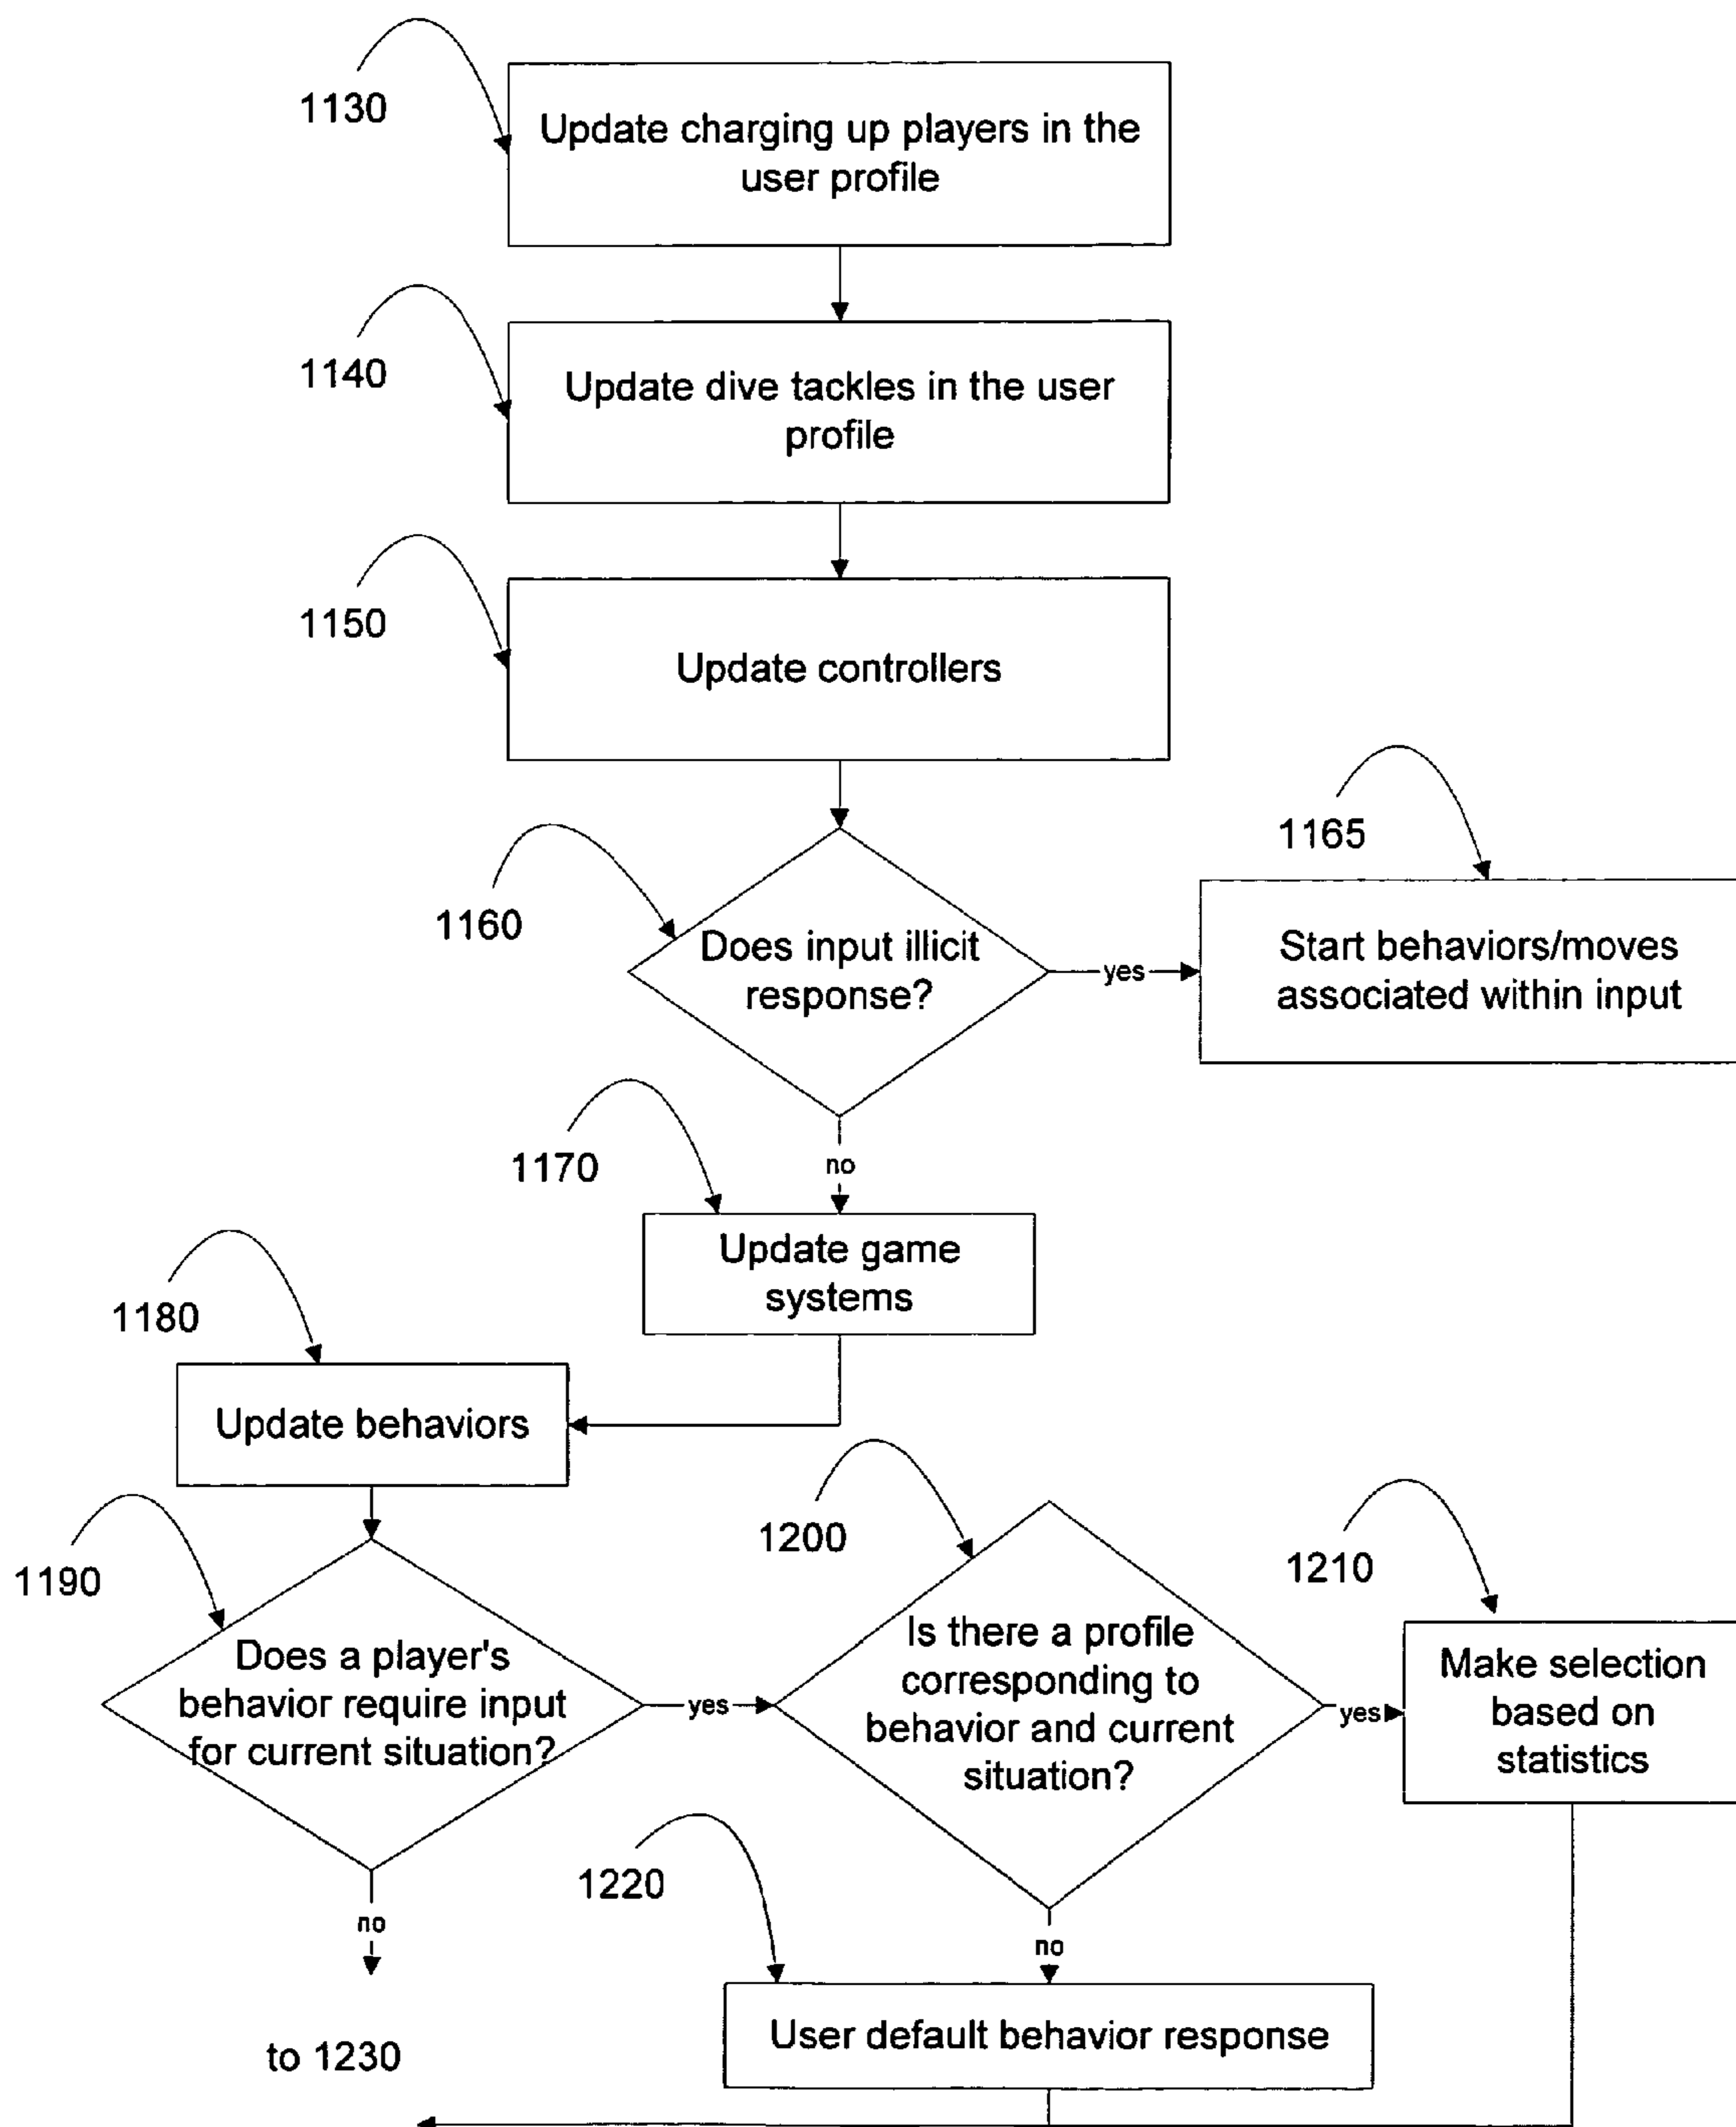 1130
Update charging up players in the
user profile
1140
Update dive tackles in the user
profile
1150
Update controllers
1160
Does input illicit
response?
yes
1165
Start behaviors/moves
associated within input
no
1170
Update game
systems
1180
Update behaviors
1190
Does a player's
behavior require input
for current situation?
yes
1200
Is there a profile
corresponding to
behavior and current
situation?
yes
1210
Make selection
based on
statistics
no
to 1230
no
1220
User default behavior response